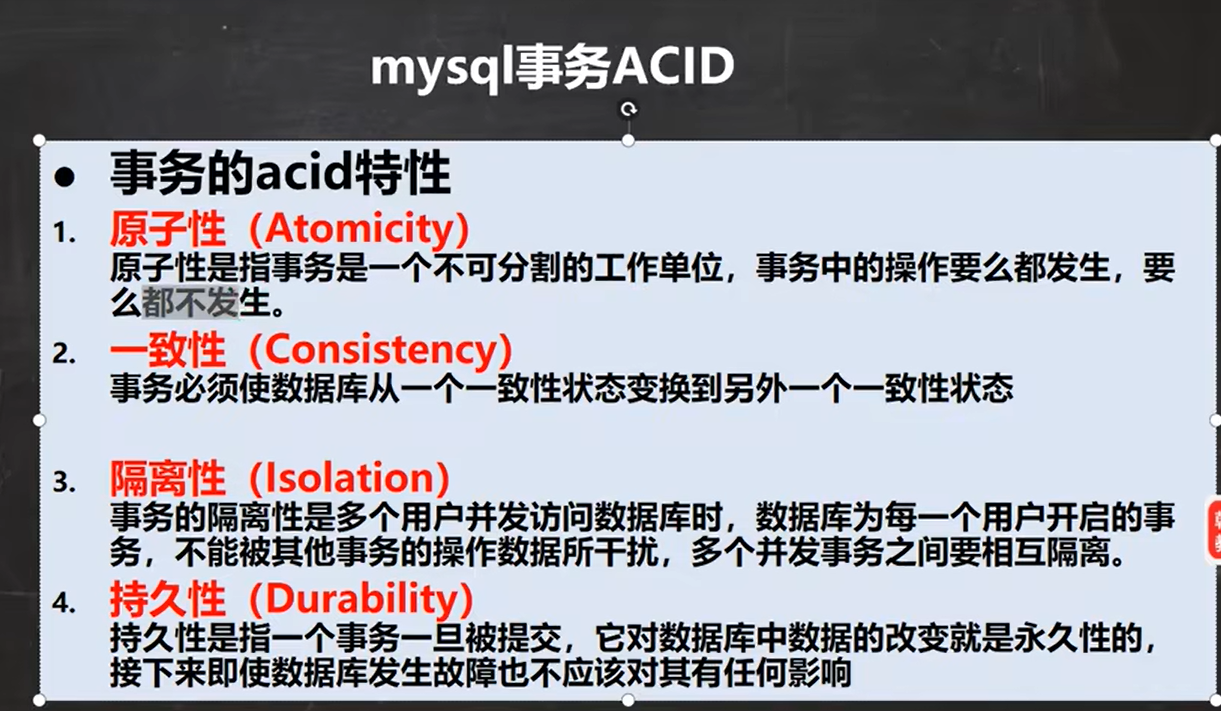 mysql事务ACID
● 事务的acid特性
1. 原子性（Atomicity）
原子性是指事务是一个不可分割的工作单位，事务中的操作要么都发生，要
么都不发生。
2. 一致性（Consistency）
事务必须使数据库从一个一致性状态变换到另外一个一致性状态
3. 隔离性（Isolation）
事务的隔离性是多个用户并发访问数据库时，数据库为每一个用户开启的事
务，不能被其他事务的操作数据所干扰，多个并发事务之间要相互隔离。
4. 持久性（Durability）
持久性是指一个事务一旦被提交，它对数据库中数据的改变就是永久性的，
接下来即使数据库发生故障也不应该对其有任何影响